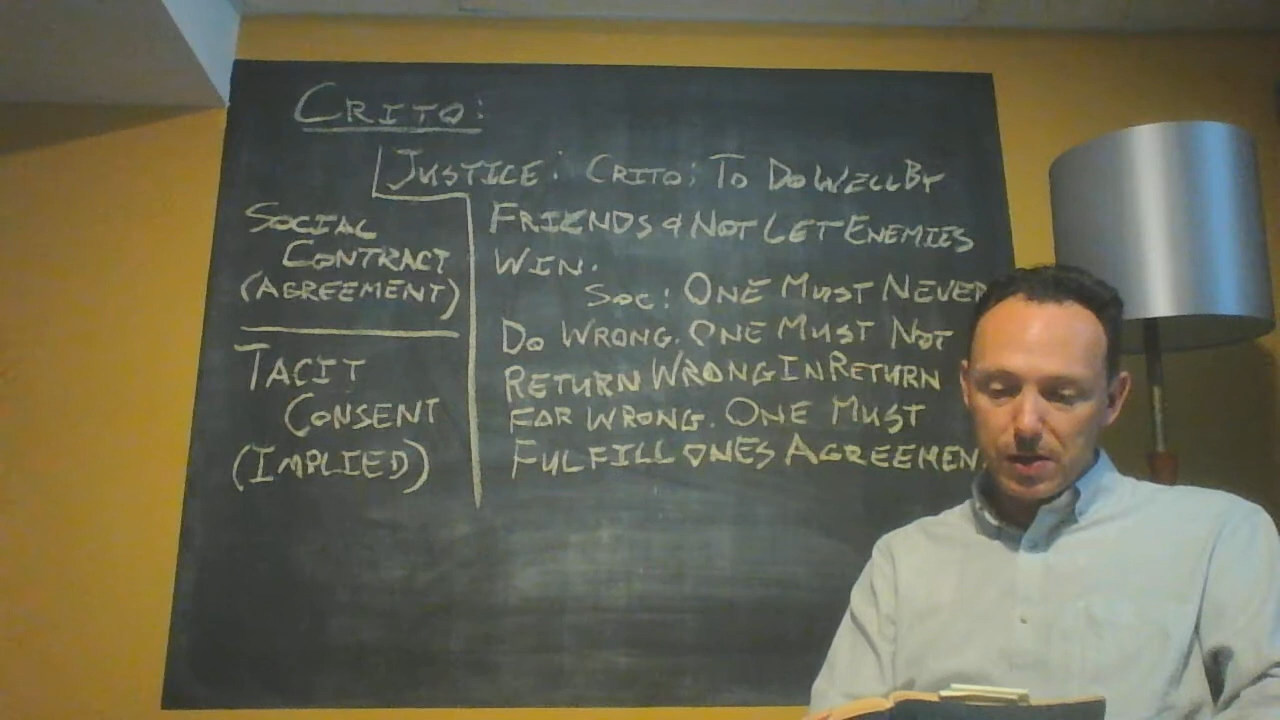 CRITO:
JUSTICE: CRITO: TO DO WELL BY
FRIENDS & NOT LET ENEMIES
WIN.
SOC: ONE MUST NEVER
DO WRONG. ONE MUST NOT
RETURN WRONG IN RETURN
FOR WRONG. ONE MUST
FULFILL ONES AGREEMEN
SOCIAL
CONTRACT
(AGREEMENT)
TACIT
CONSENT
(IMPLIED)